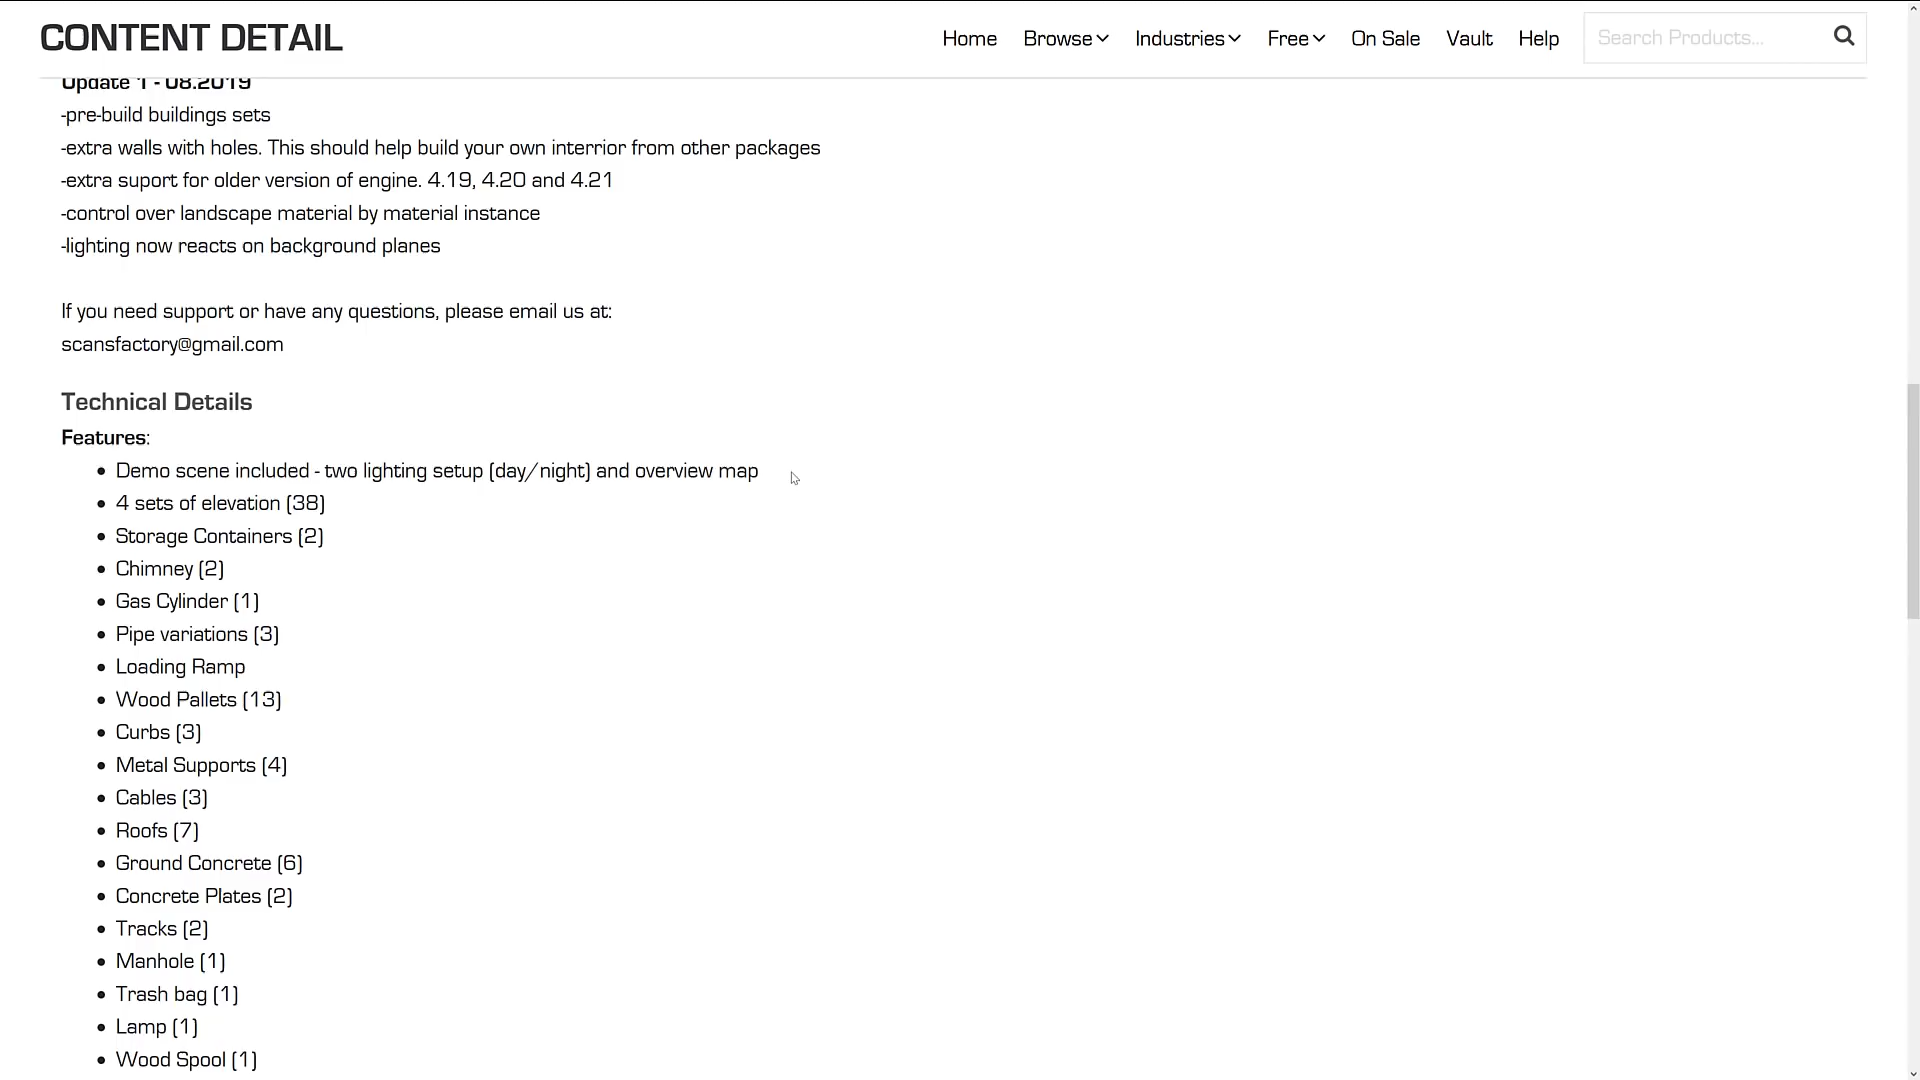 CONTENT DETAIL
Home Browse Industries Free On Sale Vault Help Search Products...
Update 1 - 08.2019
-pre-build buildings sets
-extra walls with holes. This should help build your own interrior from other packages
-extra suport for older version of engine. 4.19, 4.20 and 4.21
-control over landscape material by material instance
-lighting now reacts on background planes
If you need support or have any questions, please email us at:
scansfactory@gmail.com
Technical Details
Features:
• Demo scene included - two lighting setup (day/night) and overview map
• 4 sets of elevation (38)
• Storage Containers (2)
• Chimney (2)
• Gas Cylinder (1)
• Pipe variations (3)
• Loading Ramp
• Wood Pallets (13)
• Curbs (3)
• Metal Supports (4)
• Cables (3)
• Roofs (7)
• Ground Concrete (6)
• Concrete Plates (2)
• Tracks (2)
• Manhole (1)
• Trash bag (1)
• Lamp (1)
• Wood Spool (1)